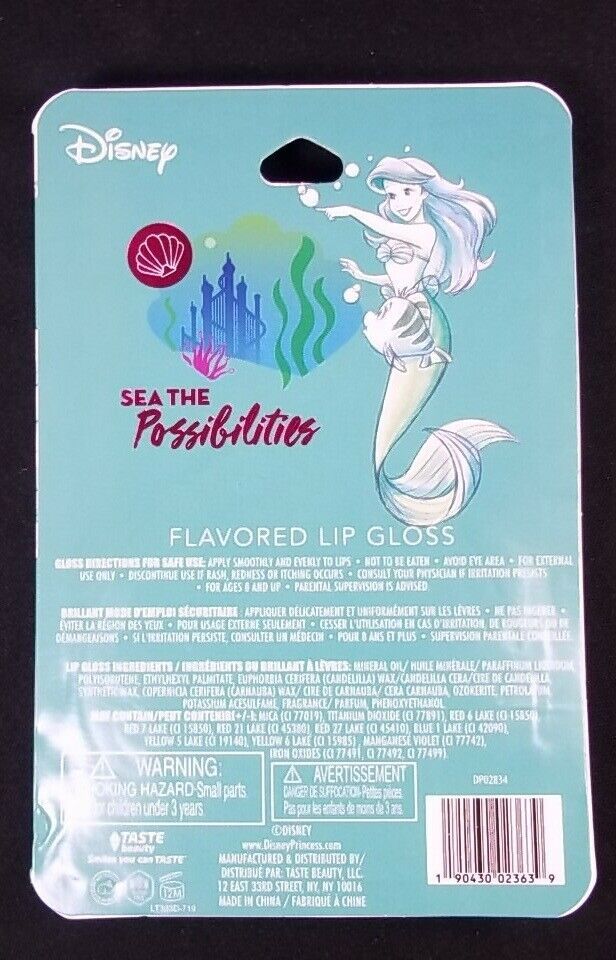 Disney
SEA THE
Possibilities
FLAVORED LIP GLOSS
GLOSS DIRECTIONS FOR SAFE USE: APPLY SMOOTHLY AND EVENLY TO LIPS • NOT TO BE EATEN • AVOID EYE AREA • FOR EXTERNAL
USE ONLY • DISCONTINUE USE IF RASH, REDNESS OR ITCHING OCCURS • CONSULT YOUR PHYSICIAN IF IRRITATION PERSISTS
• FOR AGES 8 AND UP • PARENTAL SUPERVISION IS ADVISED
BRILLANT MODE D'EMPLOI SÉCURITAIRE: APPLIQUER DÉLICATEMENT ET UNIFORMÉMENT SUR LES LÈVRES • NE PAS INGÉRER •
ÉVITER LA RÉGION DES YEUX • POUR USAGE EXTERNE SEULEMENT • CESSER L'UTILISATION EN CAS D'IRRITATION, DE ROUGEURS OU DE
DÉMANGEAISONS • SI L'IRRITATION PERSISTE, CONSULTER UN MÉDECIN • POUR 8 ANS ET PLUS • SUPERVISION PARENTALE CONSEILLÉE
LIP GLOSS INGREDIENTS / INGRÉDIENTS DU BRILLANT À LÈVRES: MINERAL OIL/ HUILE MINÉRALE/ PARAFFINUM LIQUIDUM,
POLYISOBUTENE, ETHYLHEXYL PALMITATE, EUPHORBIA CERIFERA (CANDELILLA) WAX/CANDELILLA CERA/CIRE DE CANDELILLA,
SYNTHETIC WAX, COPERNICIA CERIFERA (CARNAUBA) WAX/CIRE DE CARNAUBA/ CERA CARNAUBA, OZOKERITE, PETROLATUM,
POTASSIUM ACESULFAME, FRAGRANCE/ PARFUM, PHENOXYETHANOL.
MAY CONTAIN/PEUT CONTENIR(+/-): MICA (CI 77019), TITANIUM DIOXIDE (CI 77891), RED 6 LAKE (CI 15850),
RED 7 LAKE (CI 15850), RED 21 LAKE (CI 45380), RED 27 LAKE (CI 45410), BLUE 1 LAKE (CI 42090),
YELLOW 5 LAKE (CI 19140), YELLOW 6 LAKE (CI 15985), MANGANESE VIOLET (CI 77742),
IRON OXIDES (CI 77491, CI 77492, CI 77499).
WARNING:
CHOKING HAZARD-Small parts.
Not for children under 3 years.
AVERTISSEMENT
DANGER DE SUFFOCATION-Petites pièces.
Pas pour les enfants de moins de 3 ans.
DP02834
TASTE
beauty
Smiles you can TASTE
12M
©DISNEY
www.DisneyPrincess.com
MANUFACTURED & DISTRIBUTED BY/
DISTRIBUÉ PAR: TASTE BEAUTY, LLC.
12 EAST 33RD STREET, NY, NY 10016
MADE IN CHINA / FABRIQUÉ À CHINE
1 90430 02363 9